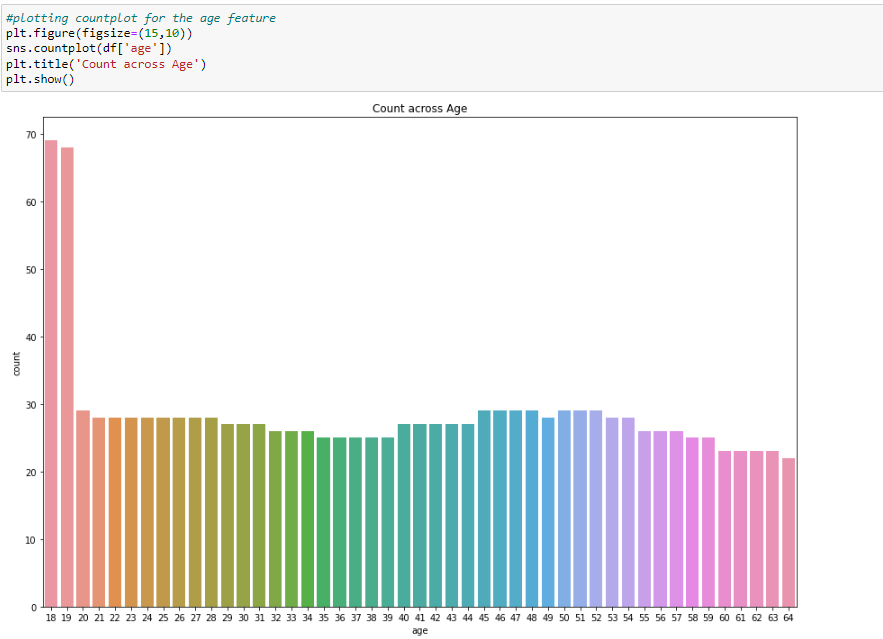 #plotting countplot for the age feature
plt.figure(figsize=(15,10))
sns.countplot(df['age'])
plt.title('Count across Age')
plt.show()
Count across Age
70
60
50
40
30
20
10
0
count
18 19 20 21 22 23 24 25 26 27 28 29 30 31 32 33 34 35 36 37 38 39 40 41 42 43 44 45 46 47 48 49 50 51 52 53 54 55 56 57 58 59 60 61 62 63 64
age